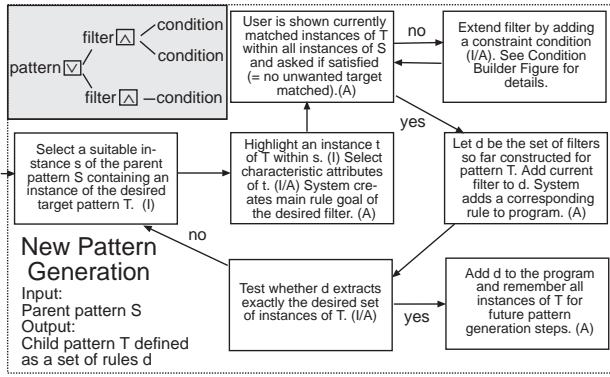 pattern ∨
filter ∧
condition
condition
filter ∧
condition
User is shown currently
matched instances of T
within all instances of S
and asked if satisfied
(= no unwanted target
matched).(A)
no
Extend filter by adding
a constraint condition
(I/A). See Condition
Builder Figure for
details.
yes
Select a suitable in-
stance s of the parent
pattern S containing an
instance of the desired
target pattern T. (I)
Highlight an instance t
of T within s. (I) Select
characteristic attributes
of t. (I/A) System cre-
ates main rule goal of
the desired filter. (A)
Let d be the set of filters
so far constructed for
pattern T. Add current
filter to d. System
adds a corresponding
rule to program. (A)
no
New Pattern
Generation
Input:
Parent pattern S
Output:
Child pattern T defined
as a set of rules d
Test whether d extracts
exactly the desired set
of instances of T. (I/A)
yes
Add d to the program
and remember all
instances of T for
future pattern
generation steps. (A)